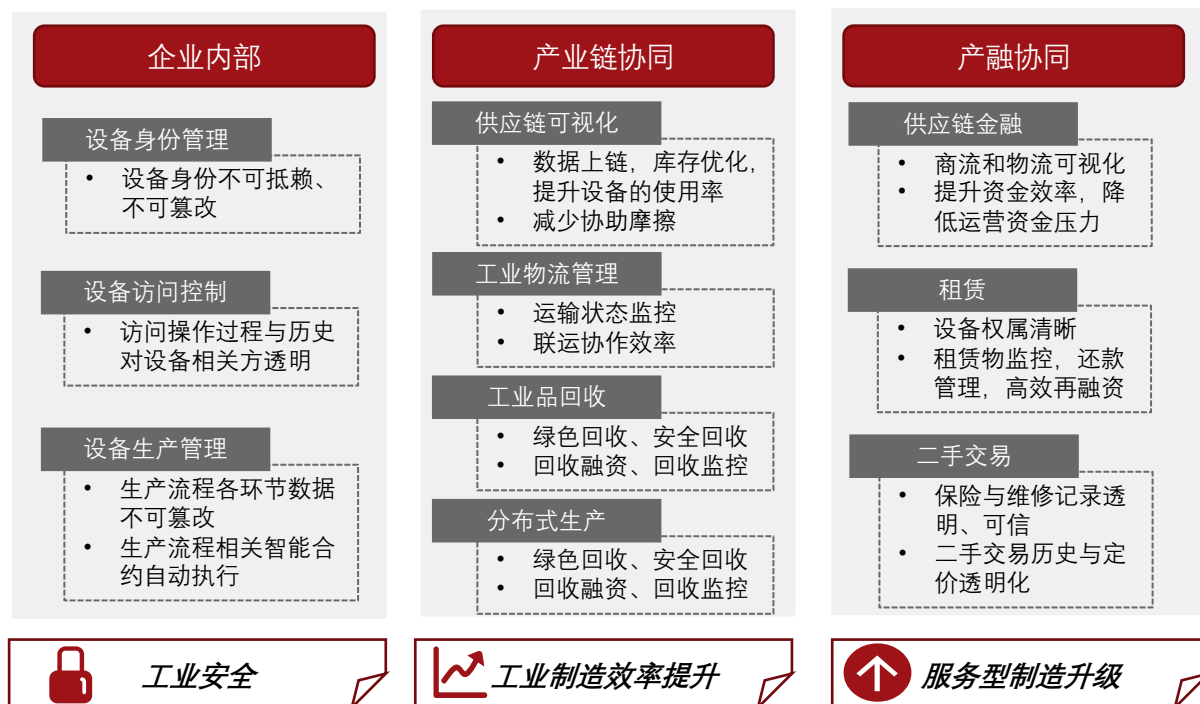 企业内部
设备身份管理
• 设备身份不可抵赖、
不可篡改
设备访问控制
• 访问操作过程与历史
对设备相关方透明
设备生产管理
• 生产流程各环节数据
不可篡改
• 生产流程相关智能合
约自动执行
工业安全
产业链协同
供应链可视化
• 数据上链，库存优化，
提升设备的使用率
• 减少协助摩擦
工业物流管理
• 运输状态监控
• 联运协作效率
工业品回收
• 绿色回收、安全回收
• 回收融资、回收监控
分布式生产
• 绿色回收、安全回收
• 回收融资、回收监控
工业制造效率提升
产融协同
供应链金融
• 商流和物流可视化
• 提升资金效率，降
低运营资金压力
租赁
• 设备权属清晰
• 租赁物监控，还款
管理，高效再融资
二手交易
• 保险与维修记录透
明、可信
• 二手交易历史与定
价透明化
服务型制造升级